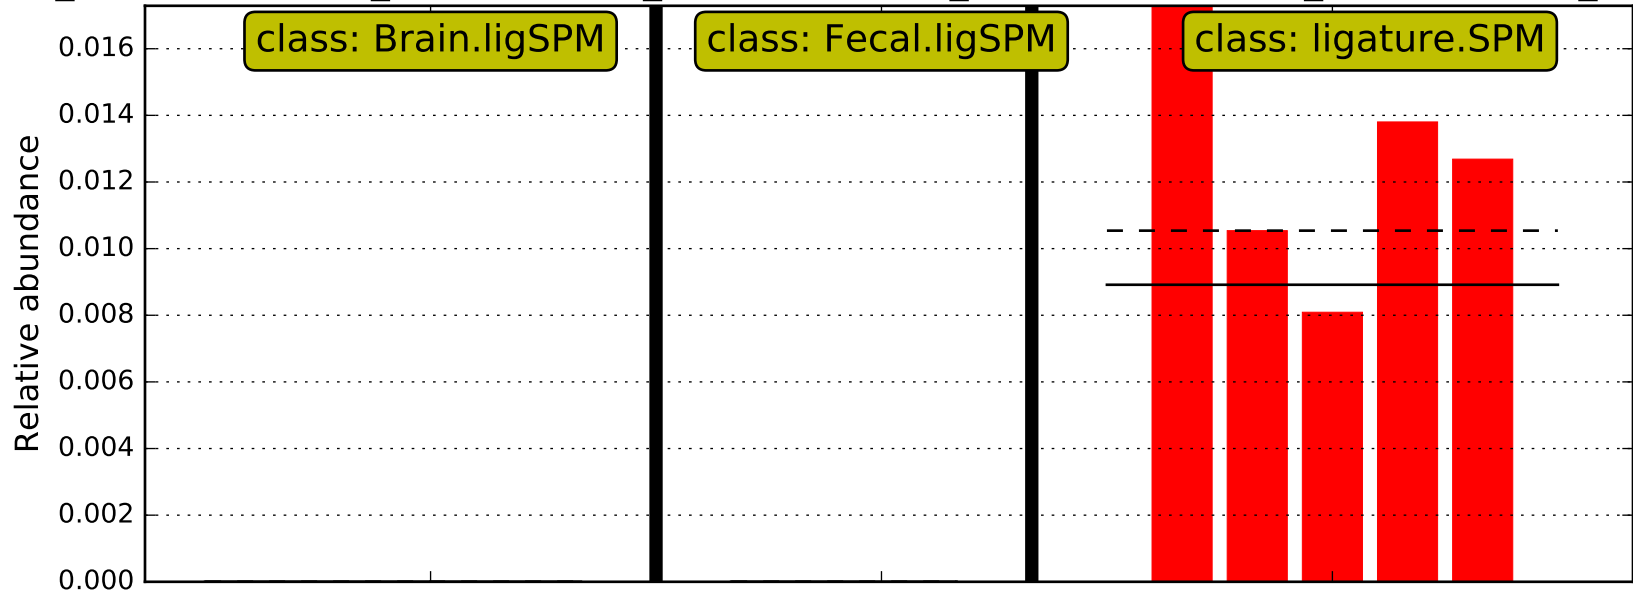 class: Brain.ligSPM
class: Fecal.ligSPM
class: ligature.SPM
0.016
0.014
0.012
0.010
0.008
0.006
0.004
0.002
0.000
Relative abundance